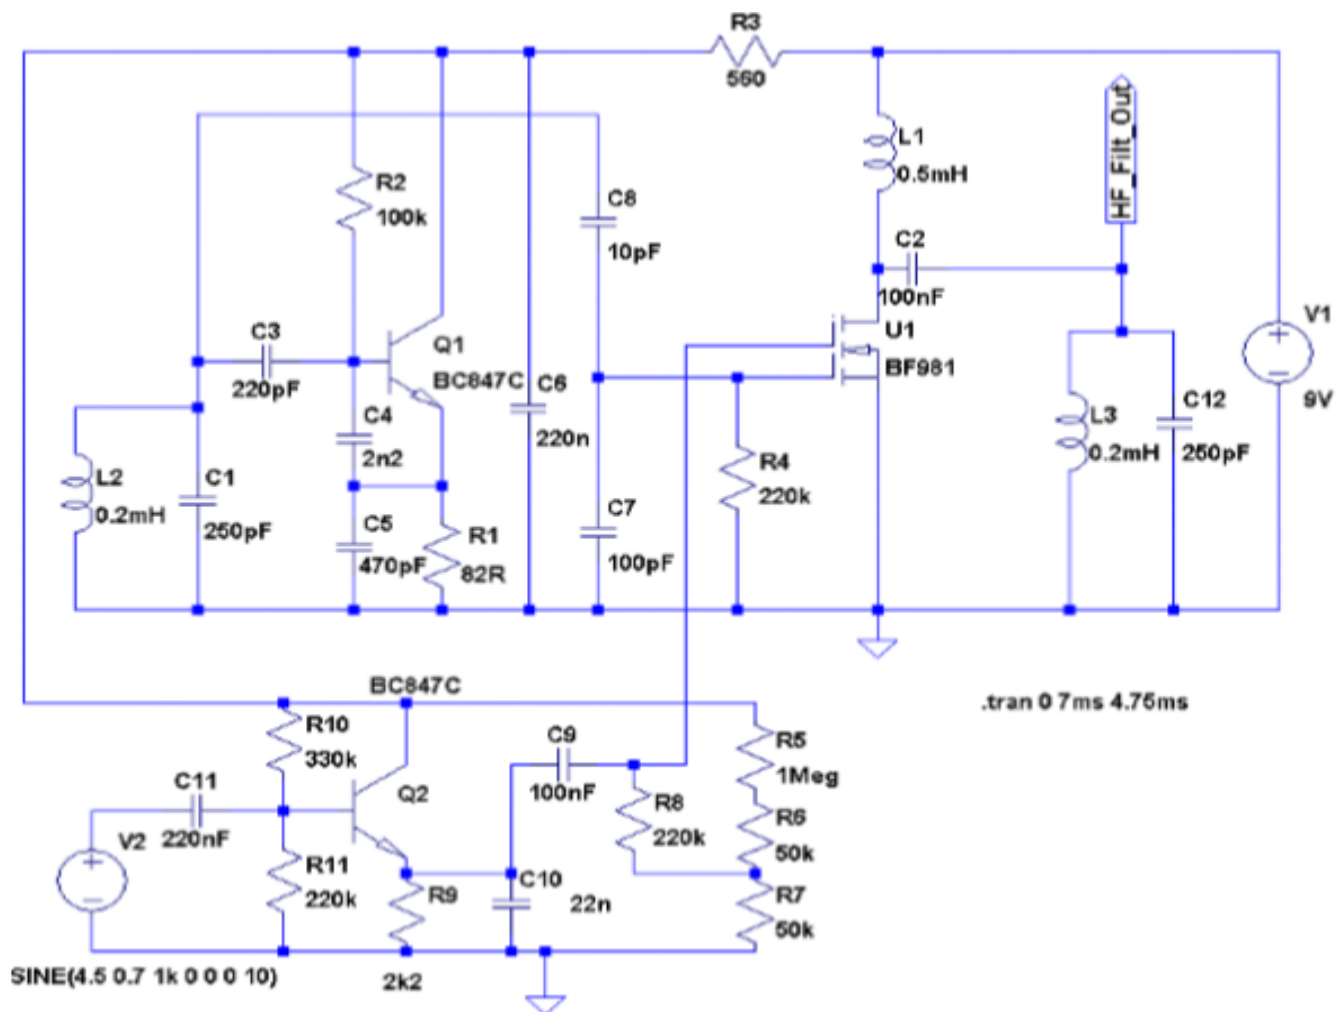 R3
560
L1
0.5mH
HF_Filt_Out
R2
100k
C8
10pF
C2
100nF
C3
220pF
Q1
BC847C
C6
220n
U1
BF981
V1
9V
C4
2n2
L2
0.2mH
C1
250pF
C5
470pF
R1
82R
C7
100pF
R4
220k
L3
0.2mH
C12
250pF
BC847C
.tran 0 7ms 4.75ms
R10
330k
C9
100nF
R5
1Meg
C11
220nF
Q2
R8
220k
R6
50k
V2
R11
220k
R9
2k2
C10
22n
R7
50k
SINE(4.5 0.7 1k 0 0 0 10)